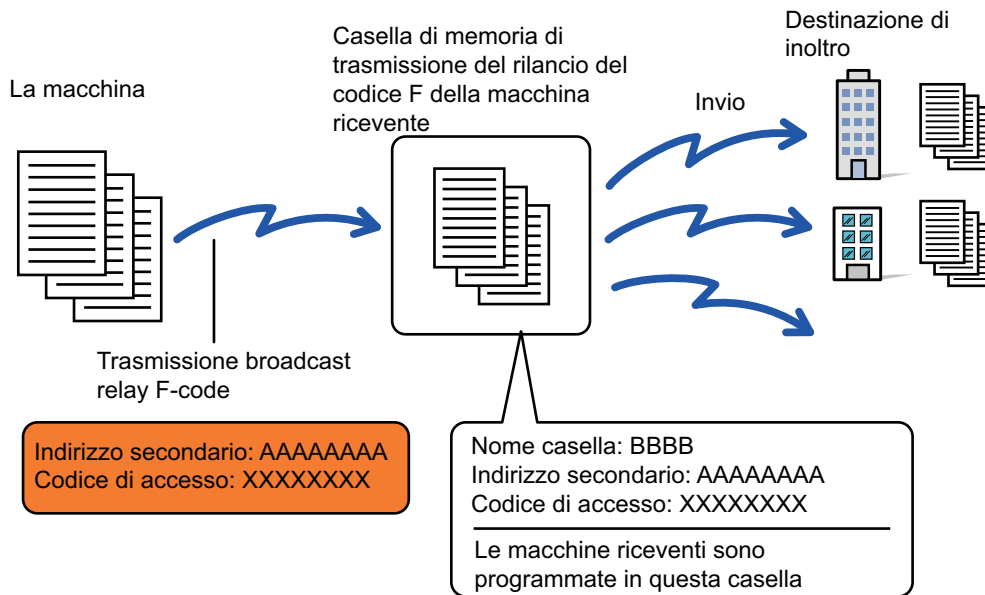 La macchina
Casella di memoria di
trasmissione del rilancio del
codice F della macchina
ricevente
Invio
Destinazione di
inoltro
Trasmissione broadcast
relay F-code
Indirizzo secondario: AAAAAAAA
Codice di accesso: XXXXXXXX
Nome casella: BBBB
Indirizzo secondario: AAAAAAAA
Codice di accesso: XXXXXXXX
Le macchine riceventi sono
programmate in questa casella